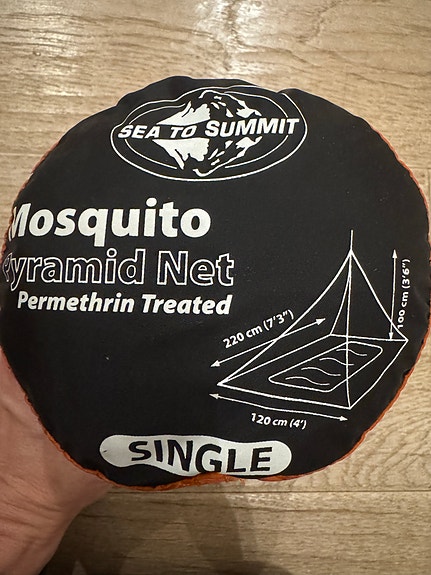 SEA TO SUMMIT
Mosquito
Pyramid Net
Permethrin Treated
220 cm (7'3")
100 cm (3'6")
120 cm (4')
SINGLE